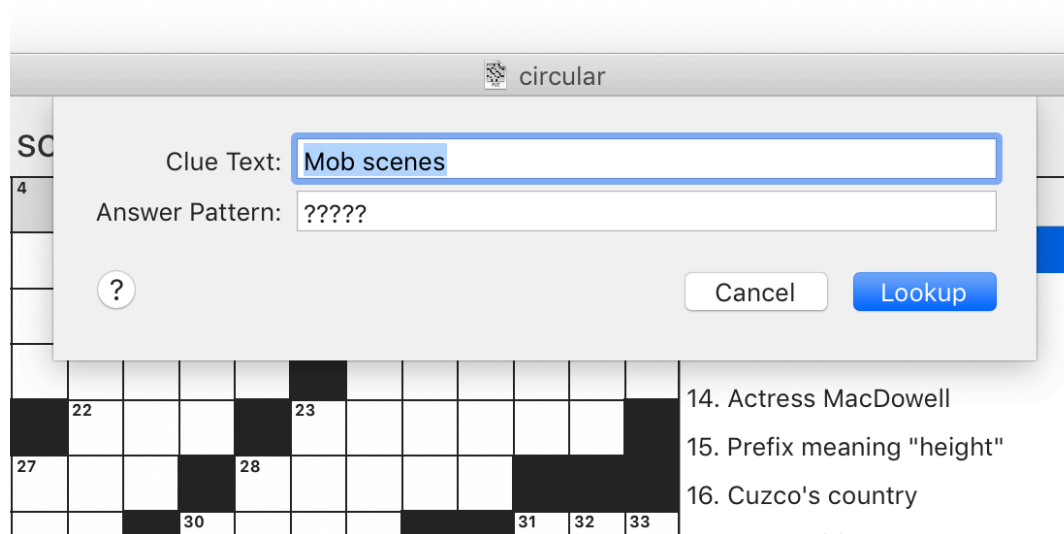 circular
sc
Clue Text: Mob scenes
Answer Pattern: ?????
?
Cancel Lookup
4
14. Actress MacDowell
22 23
15. Prefix meaning "height"
27 28
16. Cuzco's country
30 31 32 33